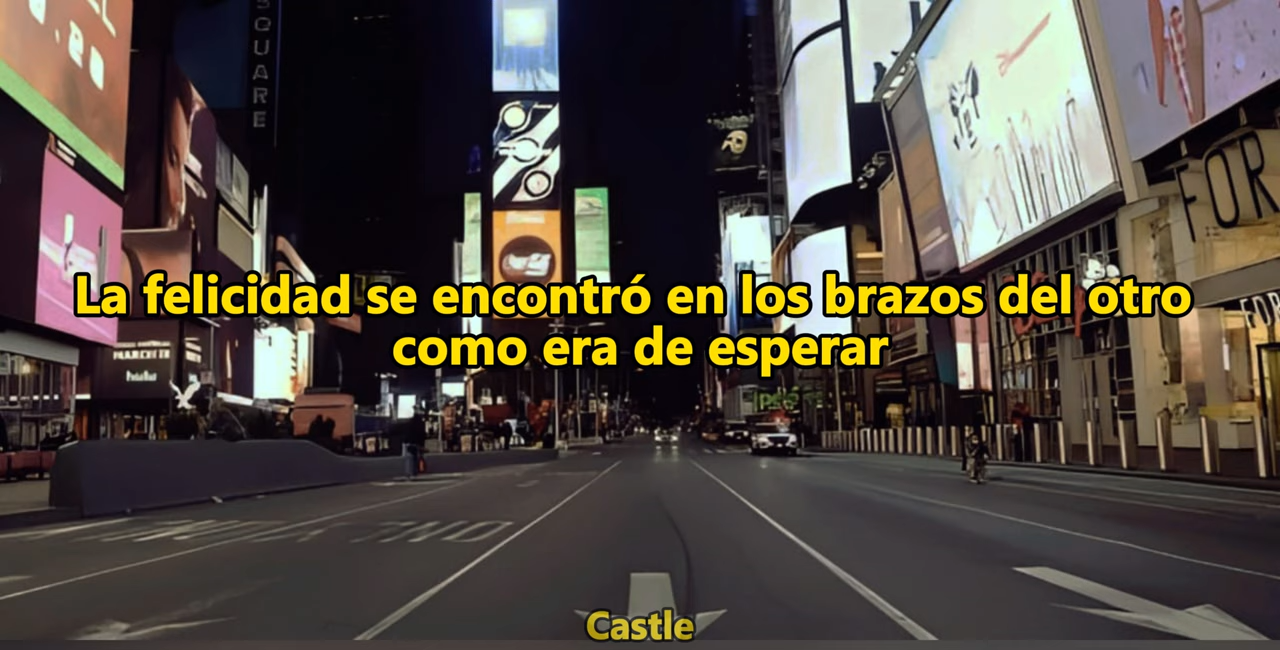 SQUARE
FOR
La felicidad se encontró en los brazos del otro
como era de esperar
Castle